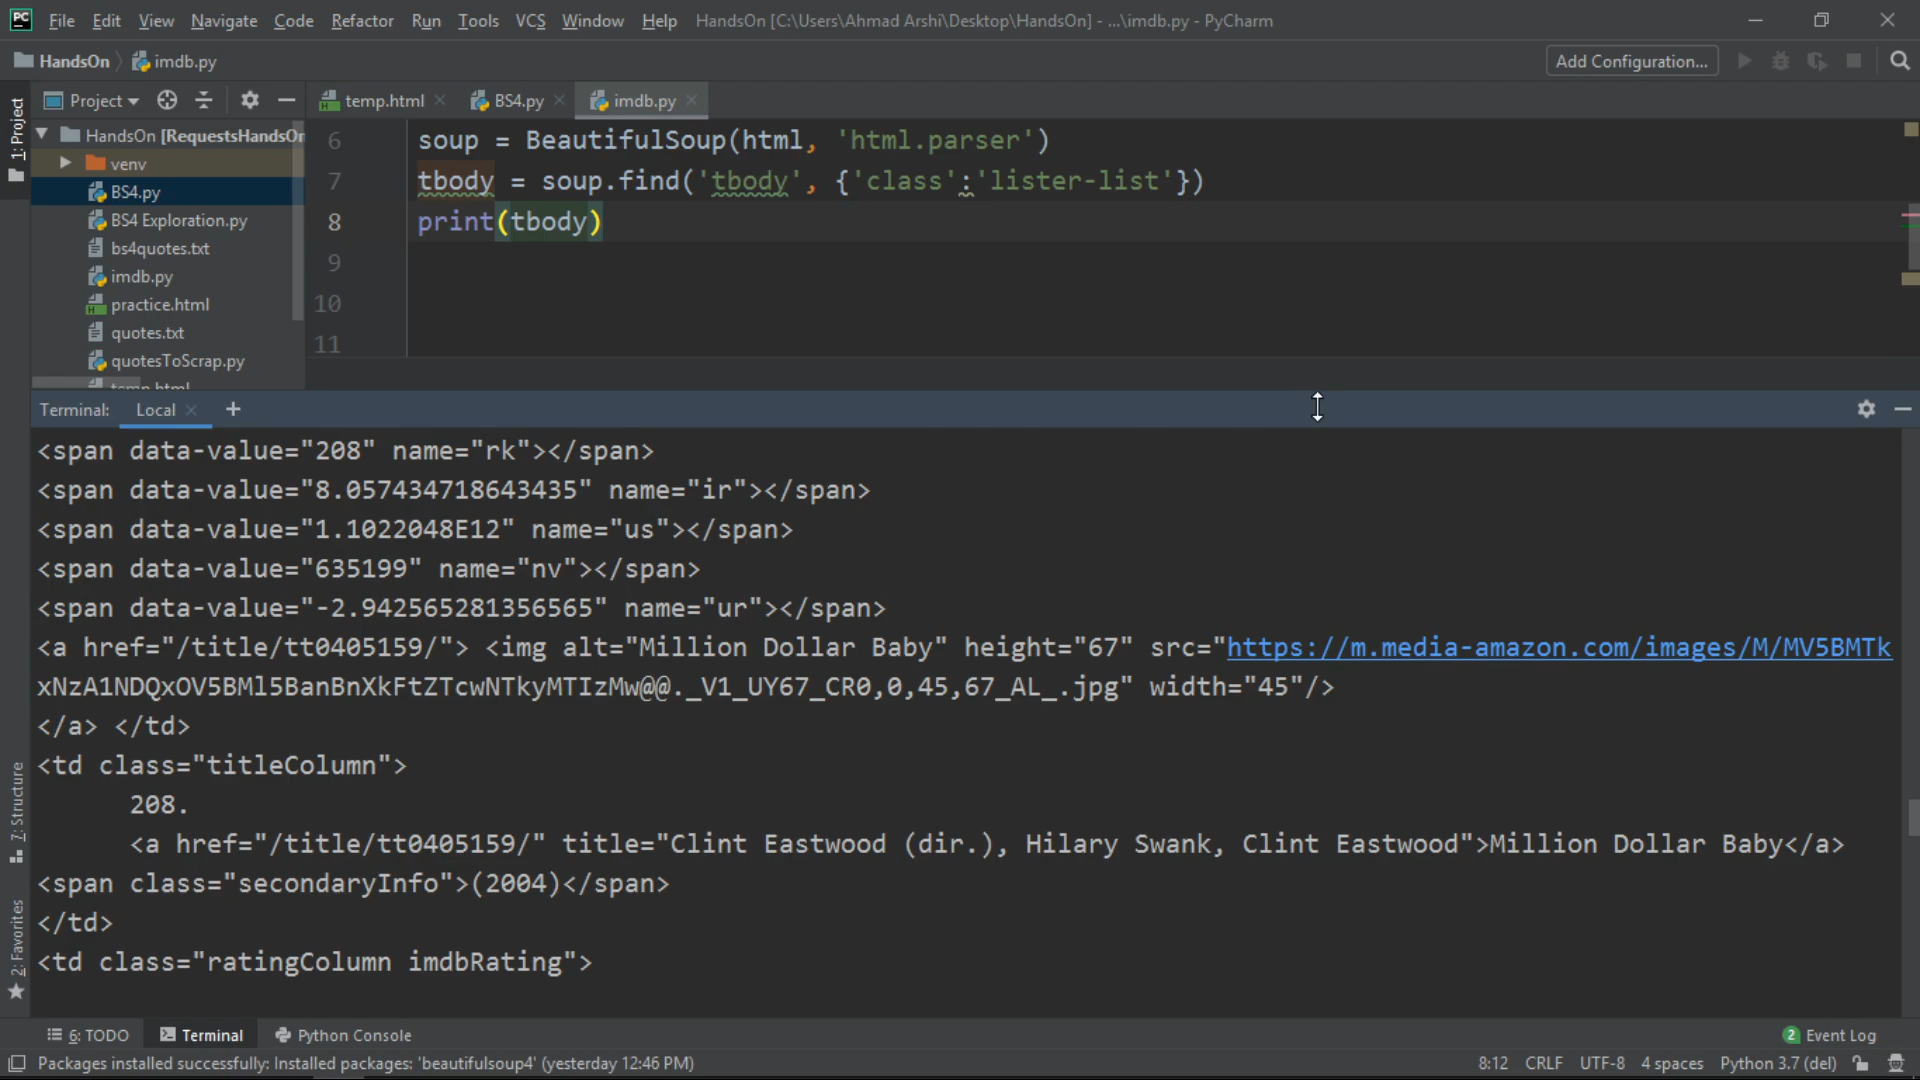 PC File Edit View Navigate Code Refactor Run Tools VCS Window Help HandsOn [C:\Users\Ahmad Arshi\Desktop\HandsOn] - ...\imdb.py - PyCharm
HandsOn imdb.py Add Configuration...
Project temp.html BS4.py imdb.py
1: Project
HandsOn [RequestsHandsOn
venv
BS4.py
BS4 Exploration.py
bs4quotes.txt
imdb.py
practice.html
quotes.txt
quotesToScrap.py
temp.html
6 soup = BeautifulSoup(html, 'html.parser')
7 tbody = soup.find('tbody', {'class':'lister-list'})
8 print(tbody)
9
10
11
Terminal: Local +
<span data-value="208" name="rk"></span>
<span data-value="8.057434718643435" name="ir"></span>
<span data-value="1.1022048E12" name="us"></span>
<span data-value="635199" name="nv"></span>
<span data-value="-2.942565281356565" name="ur"></span>
<a href="/title/tt0405159/"> <img alt="Million Dollar Baby" height="67" src="https://m.media-amazon.com/images/M/MV5BMTk
xNzA1NDQxOV5BMl5BanBnXkFtZTcwNTkyMTIzMw@@._V1_UY67_CR0,0,45,67_AL_.jpg" width="45"/>
</a> </td>
<td class="titleColumn">
208.
<a href="/title/tt0405159/" title="Clint Eastwood (dir.), Hilary Swank, Clint Eastwood">Million Dollar Baby</a>
<span class="secondaryInfo">(2004)</span>
</td>
<td class="ratingColumn imdbRating">
7: Structure
2: Favorites
6: TODO Terminal Python Console 2 Event Log
Packages installed successfully: Installed packages: 'beautifulsoup4' (yesterday 12:46 PM) 8:12 CRLF UTF-8 4 spaces Python 3.7 (del)